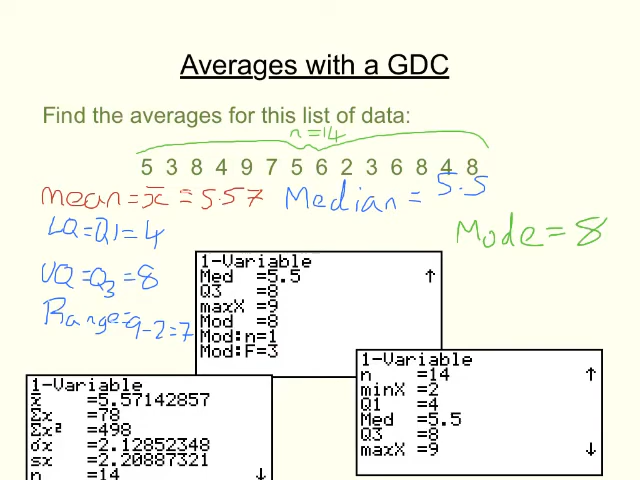 Averages with a GDC
Find the averages for this list of data:
n=14
5 3 8 4 9 7 5 6 2 3 6 8 4 8
mean = x̄ = 5.57 Median = 5.5
LQ=Q1=4
Mode = 8
UQ=Q₃=8
Range=9-2=7
1-Variable
Med =5.5 ↑
Q3 =8
maxX =9
Mod =8
Mod:n=1
Mod:F=3
1-Variable
n =14 ↑
minX =2
Q1 =4
Med =5.5
Q3 =8
maxX =9 ↓
1-Variable
x̄ =5.57142857
Σx =78
Σx² =498
σx =2.12852348
sx =2.20887321
n =14 ↓